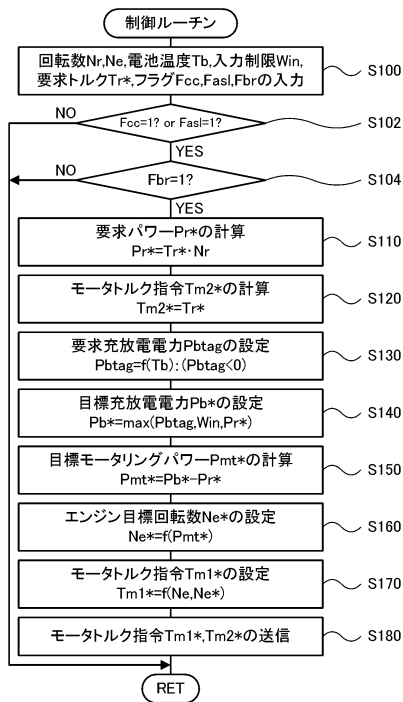 制御ルーチン
回転数Nr,Ne,電池温度Tb,入力制限Win,
要求トルクTr*,フラグFcc,Fasl,Fbrの入力
S100
NO
Fcc=1? or Fasl=1?
S102
YES
NO
Fbr=1?
S104
YES
要求パワーPr*の計算
Pr*=Tr*·Nr
S110
モータトルク指令Tm2*の計算
Tm2*=Tr*
S120
要求充放電電力Pbtagの設定
Pbtag=f(Tb):(Pbtag<0)
S130
目標充放電電力Pb*の設定
Pb*=max(Pbtag,Win,Pr*)
S140
目標モータリングパワーPmt*の計算
Pmt*=Pb*-Pr*
S150
エンジン目標回転数Ne*の設定
Ne*=f(Pmt*)
S160
モータトルク指令Tm1*の設定
Tm1*=f(Ne,Ne*)
S170
モータトルク指令Tm1*,Tm2*の送信
S180
RET